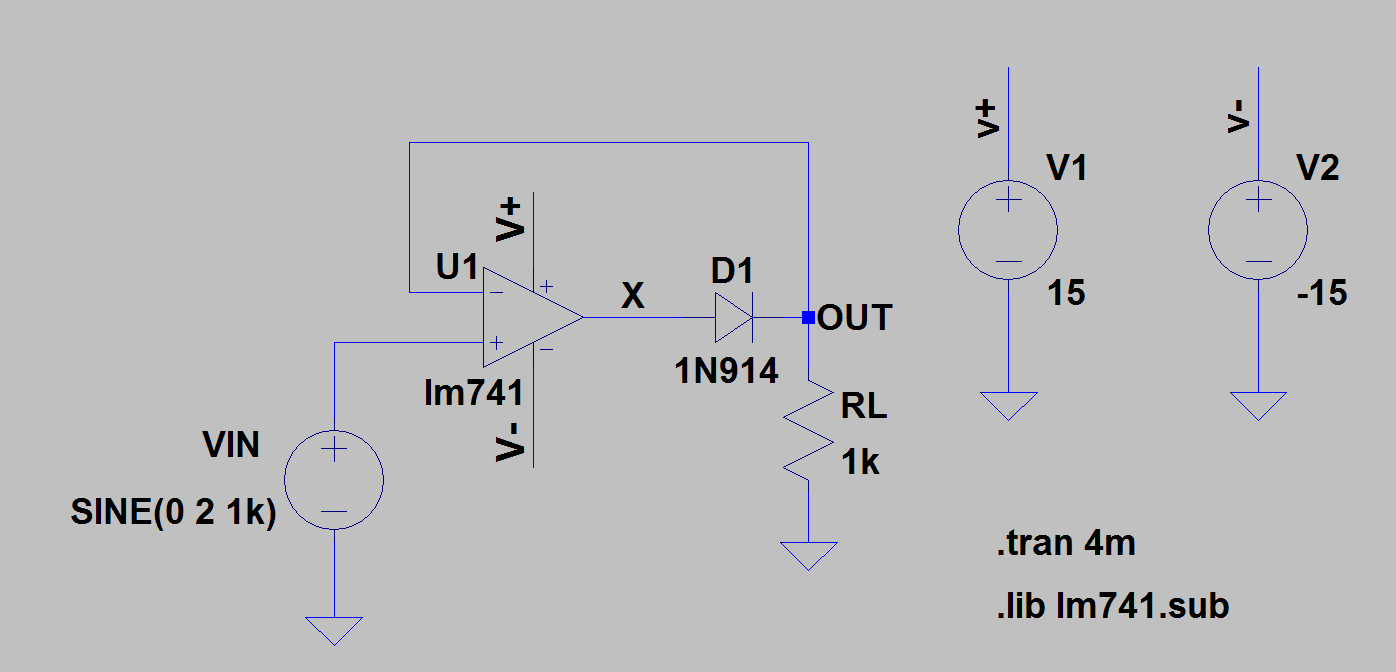 v+
V1
15
v-
V2
-15
V+
U1
X
D1
OUT
1N914
lm741
V-
RL
1k
VIN
SINE(0 2 1k)
.tran 4m
.lib lm741.sub